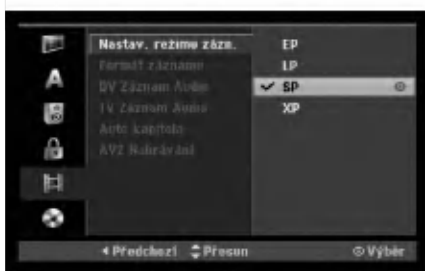 A
Nastav. režimu zázn.
Formát záznamu
DV Záznam Audio
TV Záznam Audio
Auto kapitola
AV2 Nahrávání
EP
LP
SP
XP
Předchozí Přesun Výběr